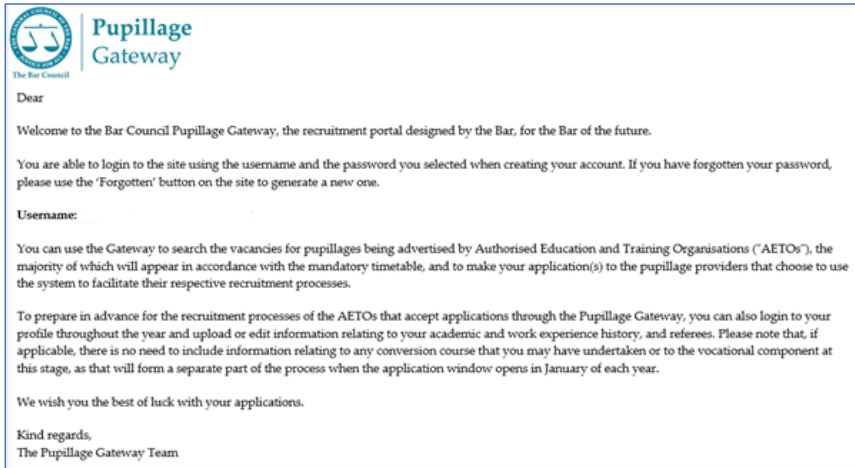 THE GENERAL COUNCIL OF THE BAR
JUSTICE FOR ALL
The Bar Council
Pupillage
Gateway
Dear
Welcome to the Bar Council Pupillage Gateway, the recruitment portal designed by the Bar, for the Bar of the future.
You are able to login to the site using the username and the password you selected when creating your account. If you have forgotten your password,
please use the ‘Forgotten’ button on the site to generate a new one.
Username:
You can use the Gateway to search the vacancies for pupillages being advertised by Authorised Education and Training Organisations ("AETOs"), the
majority of which will appear in accordance with the mandatory timetable, and to make your application(s) to the pupillage providers that choose to use
the system to facilitate their respective recruitment processes.
To prepare in advance for the recruitment processes of the AETOs that accept applications through the Pupillage Gateway, you can also login to your
profile throughout the year and upload or edit information relating to your academic and work experience history, and referees. Please note that, if
applicable, there is no need to include information relating to any conversion course that you may have undertaken or to the vocational component at
this stage, as that will form a separate part of the process when the application window opens in January of each year.
We wish you the best of luck with your applications.
Kind regards,
The Pupillage Gateway Team